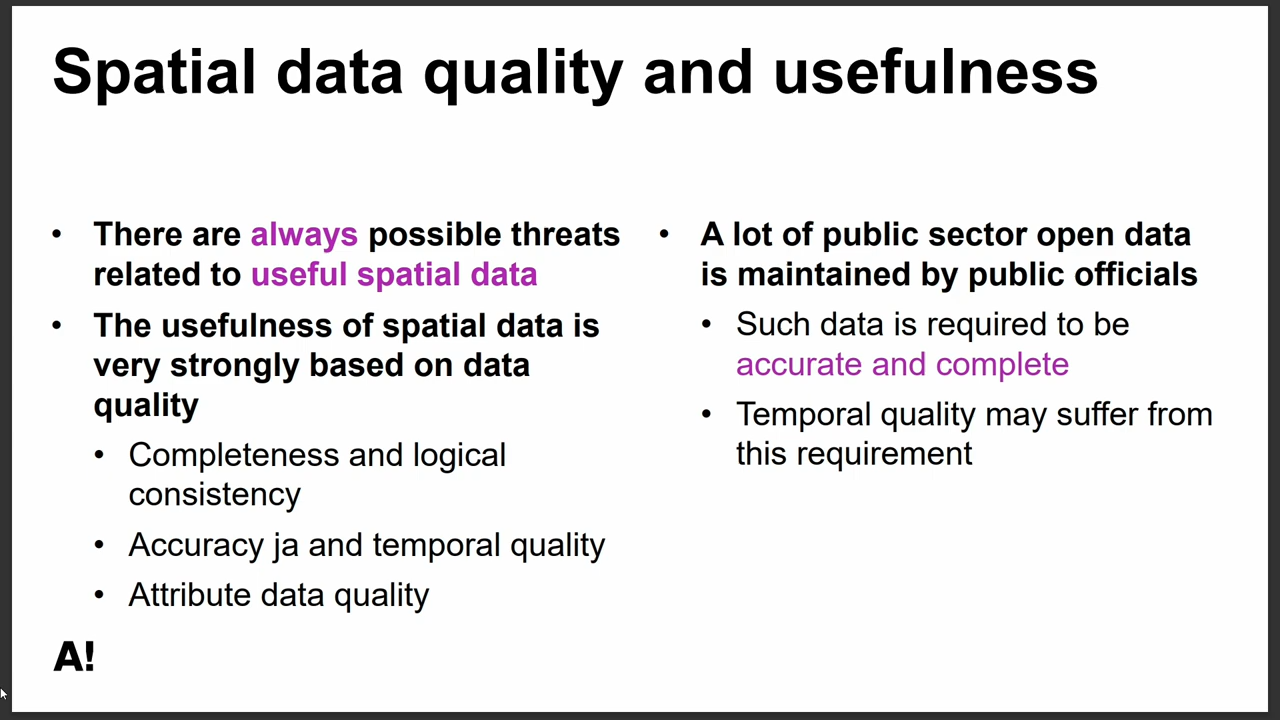 Spatial data quality and usefulness
• There are always possible threats
related to useful spatial data
• The usefulness of spatial data is
very strongly based on data
quality
• Completeness and logical
consistency
• Accuracy ja and temporal quality
• Attribute data quality
• A lot of public sector open data
is maintained by public officials
• Such data is required to be
accurate and complete
• Temporal quality may suffer from
this requirement
A!